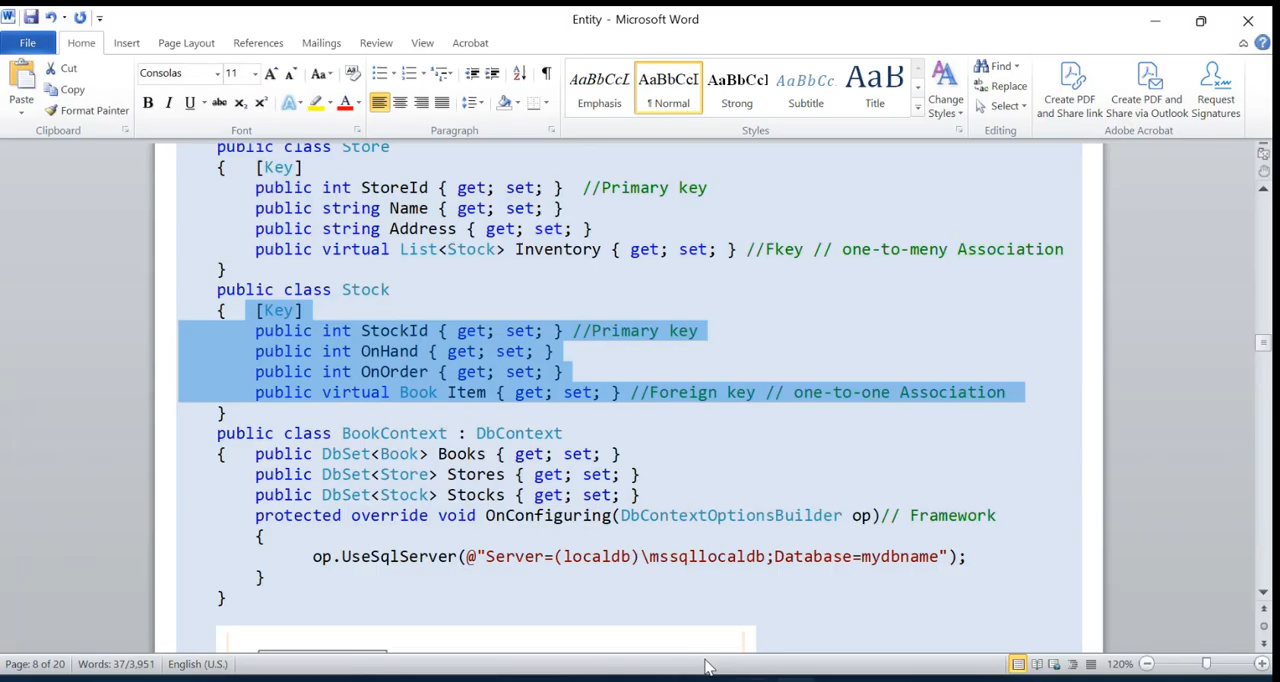 Entity - Microsoft Word
File Home Insert Page Layout References Mailings Review View Acrobat
Paste
Cut
Copy
Format Painter
Clipboard
Consolas 11
B I U abc
Font
Paragraph
AaBbCcL AaBbCcI AaBbCcl AaBbCc. AaB
Emphasis ¶ Normal Strong Subtitle Title
Change
Styles
Styles
Find
Replace
Select
Editing
Create PDF
and Share link
Create PDF and
Share via Outlook
Request
Signatures
Adobe Acrobat
public class Store
{ [Key]
public int StoreId { get; set; } //Primary key
public string Name { get; set; }
public string Address { get; set; }
public virtual List<Stock> Inventory { get; set; } //Fkey // one-to-meny Association
}
public class Stock
{ [Key]
public int StockId { get; set; } //Primary key
public int OnHand { get; set; }
public int OnOrder { get; set; }
public virtual Book Item { get; set; } //Foreign key // one-to-one Association
}
public class BookContext : DbContext
{ public DbSet<Book> Books { get; set; }
public DbSet<Store> Stores { get; set; }
public DbSet<Stock> Stocks { get; set; }
protected override void OnConfiguring(DbContextOptionsBuilder op)// Framework
{
op.UseSqlServer(@"Server=(localdb)\mssqllocaldb;Database=mydbname");
}
}
Page: 8 of 20 Words: 37/3,951 English (U.S.) 120%